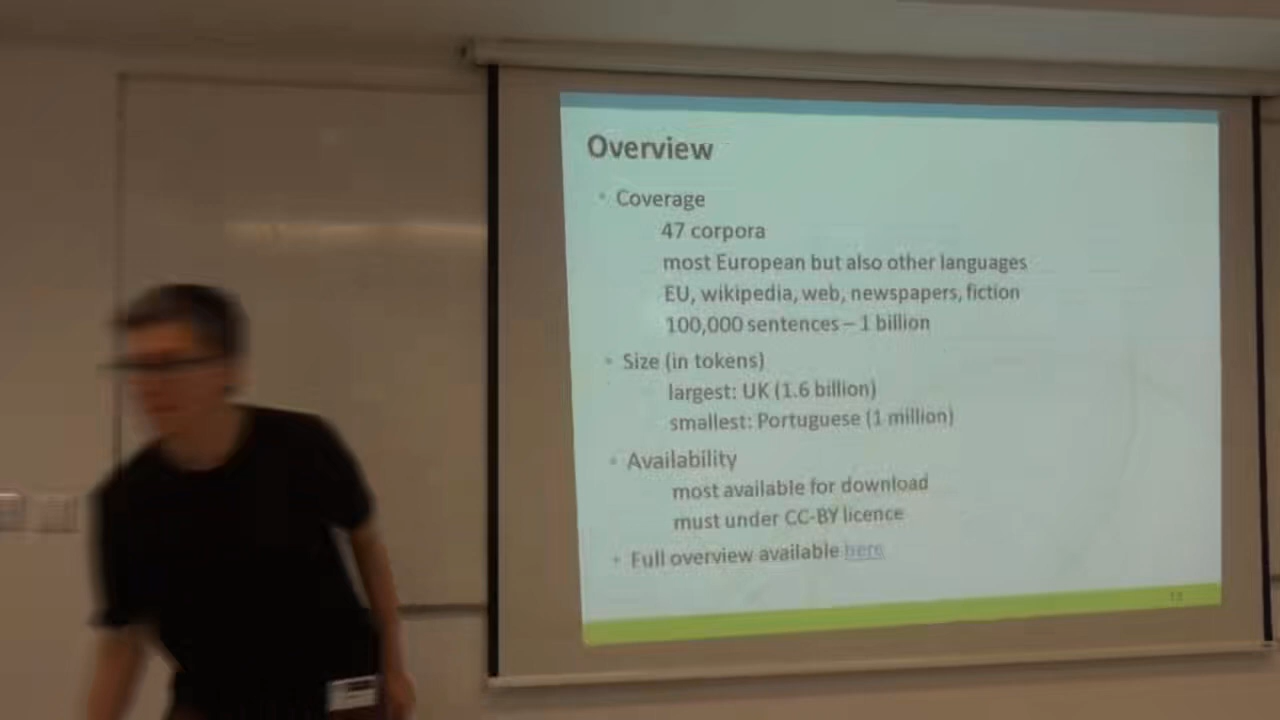 Overview
Coverage
47 corpora
most European but also other languages
EU, wikipedia, web, newspapers, fiction
100,000 sentences – 1 billion
Size (in tokens)
largest: UK (1.6 billion)
smallest: Portuguese (1 million)
Availability
most available for download
must under CC-BY licence
Full overview available here